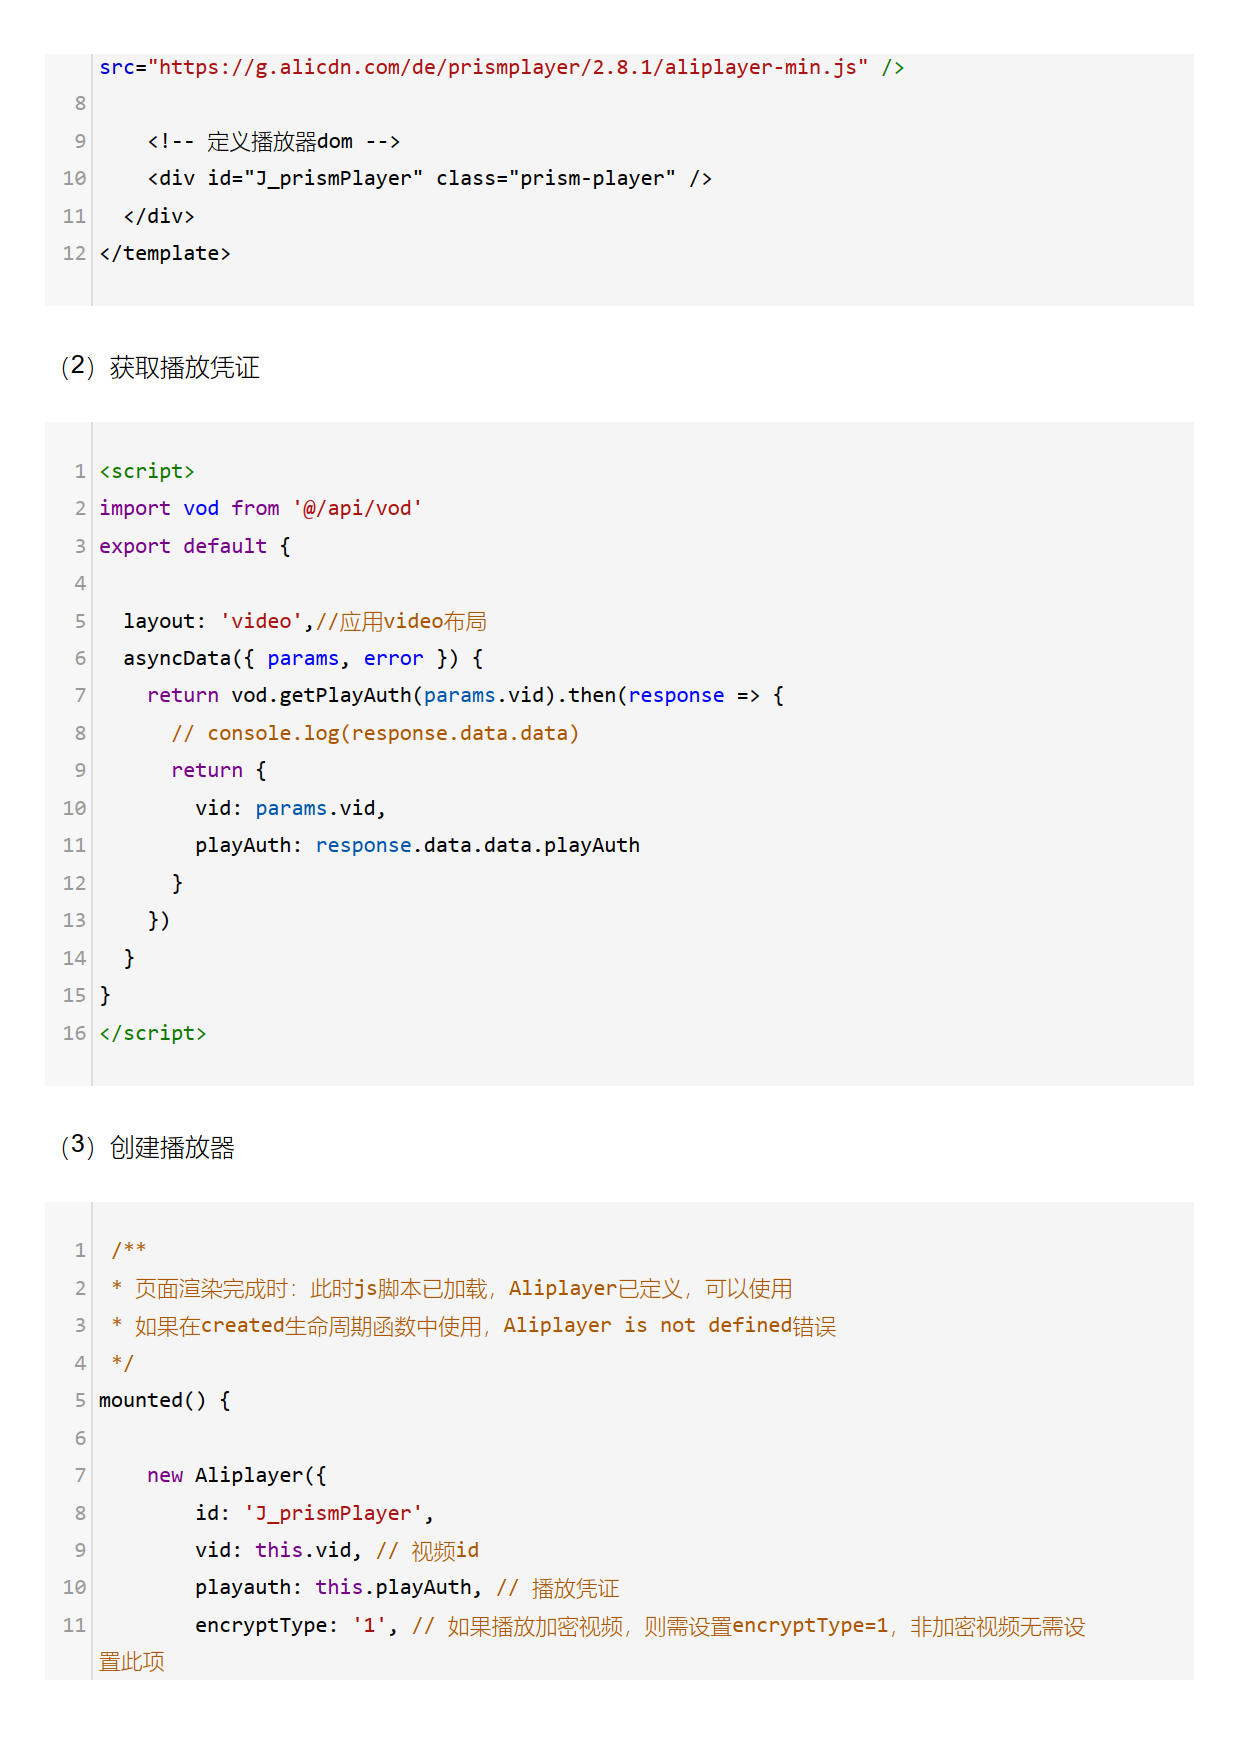 src="https://g.alicdn.com/de/prismplayer/2.8.1/aliplayer-min.js" />
8
9     <!-- 定义播放器dom -->
10     <div id="J_prismPlayer" class="prism-player" />
11   </div>
12 </template>
（2）获取播放凭证
1 <script>
2 import vod from '@/api/vod'
3 export default {
4
5   layout: 'video',//应用video布局
6   asyncData({ params, error }) {
7     return vod.getPlayAuth(params.vid).then(response => {
8       // console.log(response.data.data)
9       return {
10         vid: params.vid,
11         playAuth: response.data.data.playAuth
12       }
13     })
14   }
15 }
16 </script>
（3）创建播放器
1  /**
2  * 页面渲染完成时：此时js脚本已加载，Aliplayer已定义，可以使用
3  * 如果在created生命周期函数中使用，Aliplayer is not defined错误
4  */
5 mounted() {
6
7     new Aliplayer({
8         id: 'J_prismPlayer',
9         vid: this.vid, // 视频id
10         playauth: this.playAuth, // 播放凭证
11         encryptType: '1', // 如果播放加密视频，则需设置encryptType=1，非加密视频无需设
置此项